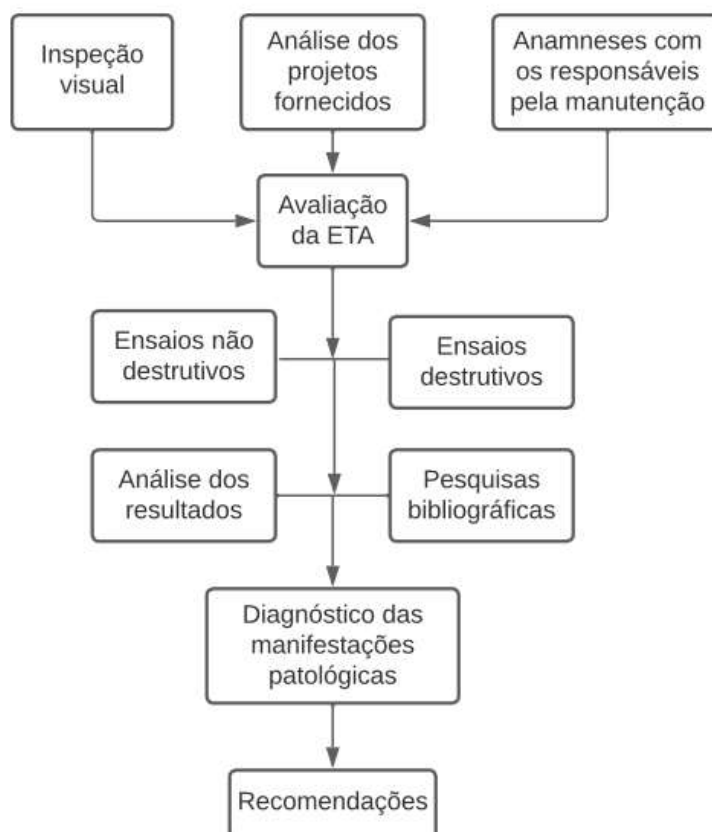 Inspeção
visual
Análise dos
projetos
fornecidos
Anamneses com
os responsáveis
pela manutenção
Avaliação
da ETA
Ensaios não
destrutivos
Ensaios
destrutivos
Análise dos
resultados
Pesquisas
bibliográficas
Diagnóstico das
manifestações
patológicas
Recomendações